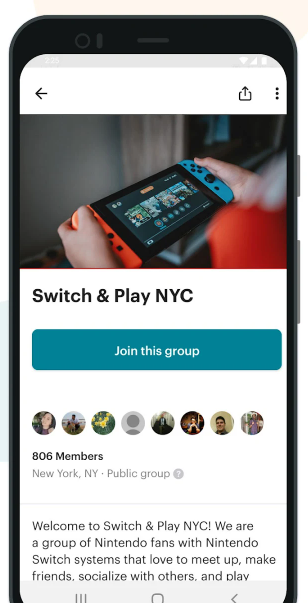 Switch & Play NYC
Join this group
806 Members
New York, NY · Public group ?
Welcome to Switch & Play NYC! We are
a group of Nintendo fans with Nintendo
Switch systems that love to meet up, make
friends, socialize with others, and play